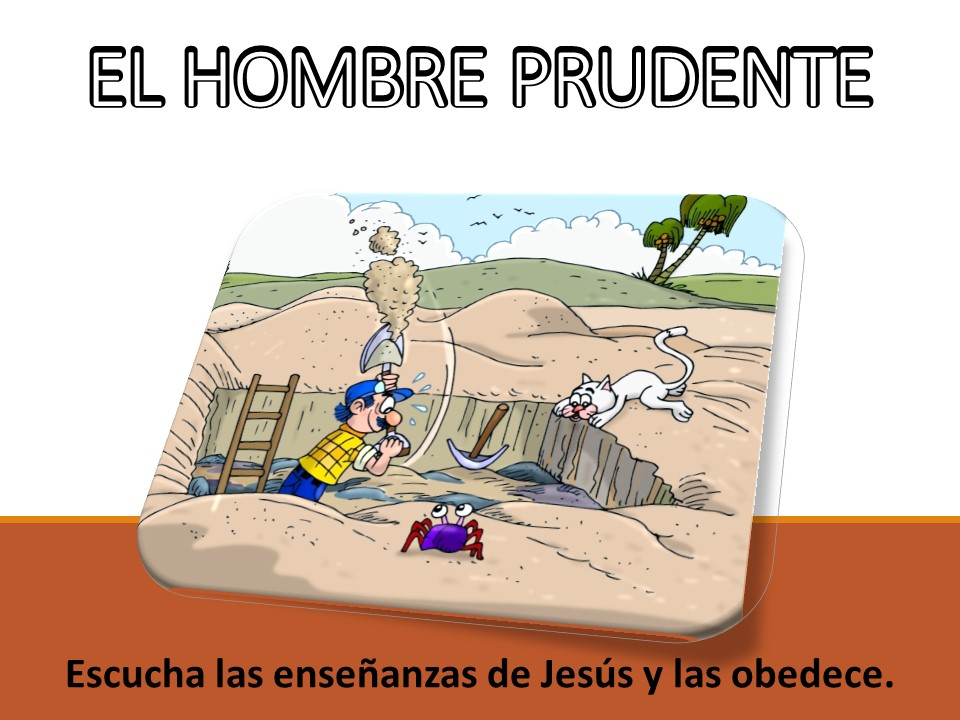 EL HOMBRE PRUDENTE
Escucha las enseñanzas de Jesús y las obedece.